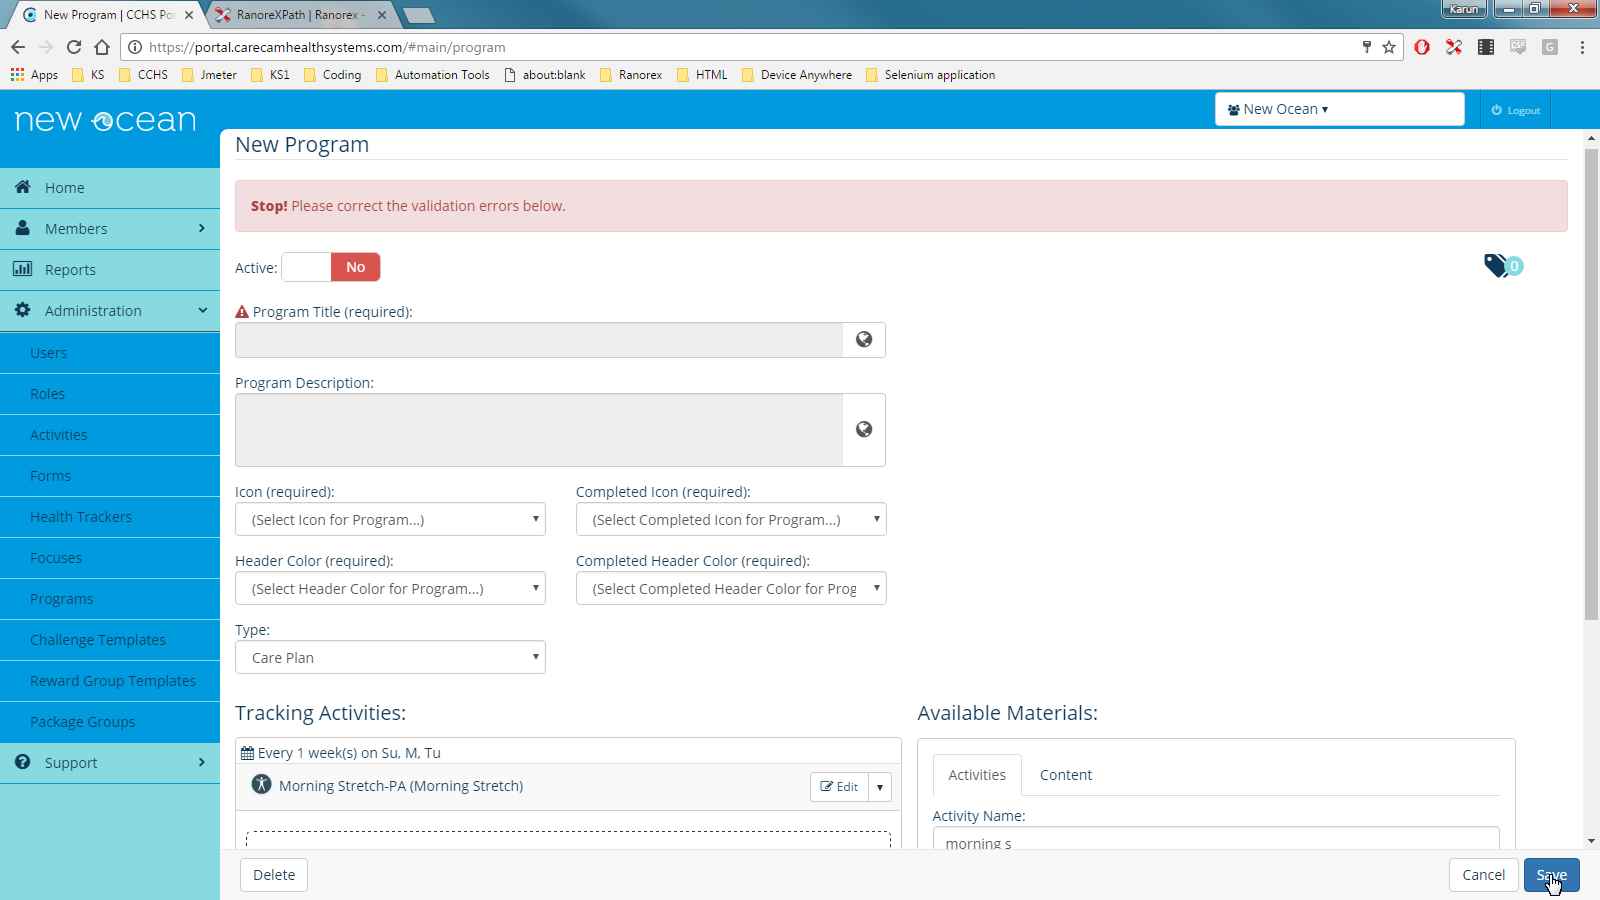 New Program | CCHS Po
RanoreXPath | Ranorex -
Karun
https://portal.carecamhealthsystems.com/#main/program
Apps
KS
CCHS
Jmeter
KS1
Coding
Automation Tools
about:blank
Ranorex
HTML
Device Anywhere
Selenium application
CSP
G
new ocean
New Ocean
Logout
Home
Members
Reports
Administration
Users
Roles
Activities
Forms
Health Trackers
Focuses
Programs
Challenge Templates
Reward Group Templates
Package Groups
Support
New Program
Stop! Please correct the validation errors below.
Active:
No
0
Program Title (required):
Program Description:
Icon (required):
Completed Icon (required):
(Select Icon for Program...)
(Select Completed Icon for Program...)
Header Color (required):
Completed Header Color (required):
(Select Header Color for Program...)
(Select Completed Header Color for Prog
Type:
Care Plan
Tracking Activities:
Every 1 week(s) on Su, M, Tu
Morning Stretch-PA (Morning Stretch)
Edit
Available Materials:
Activities
Content
Activity Name:
morning s
Delete
Cancel
Save